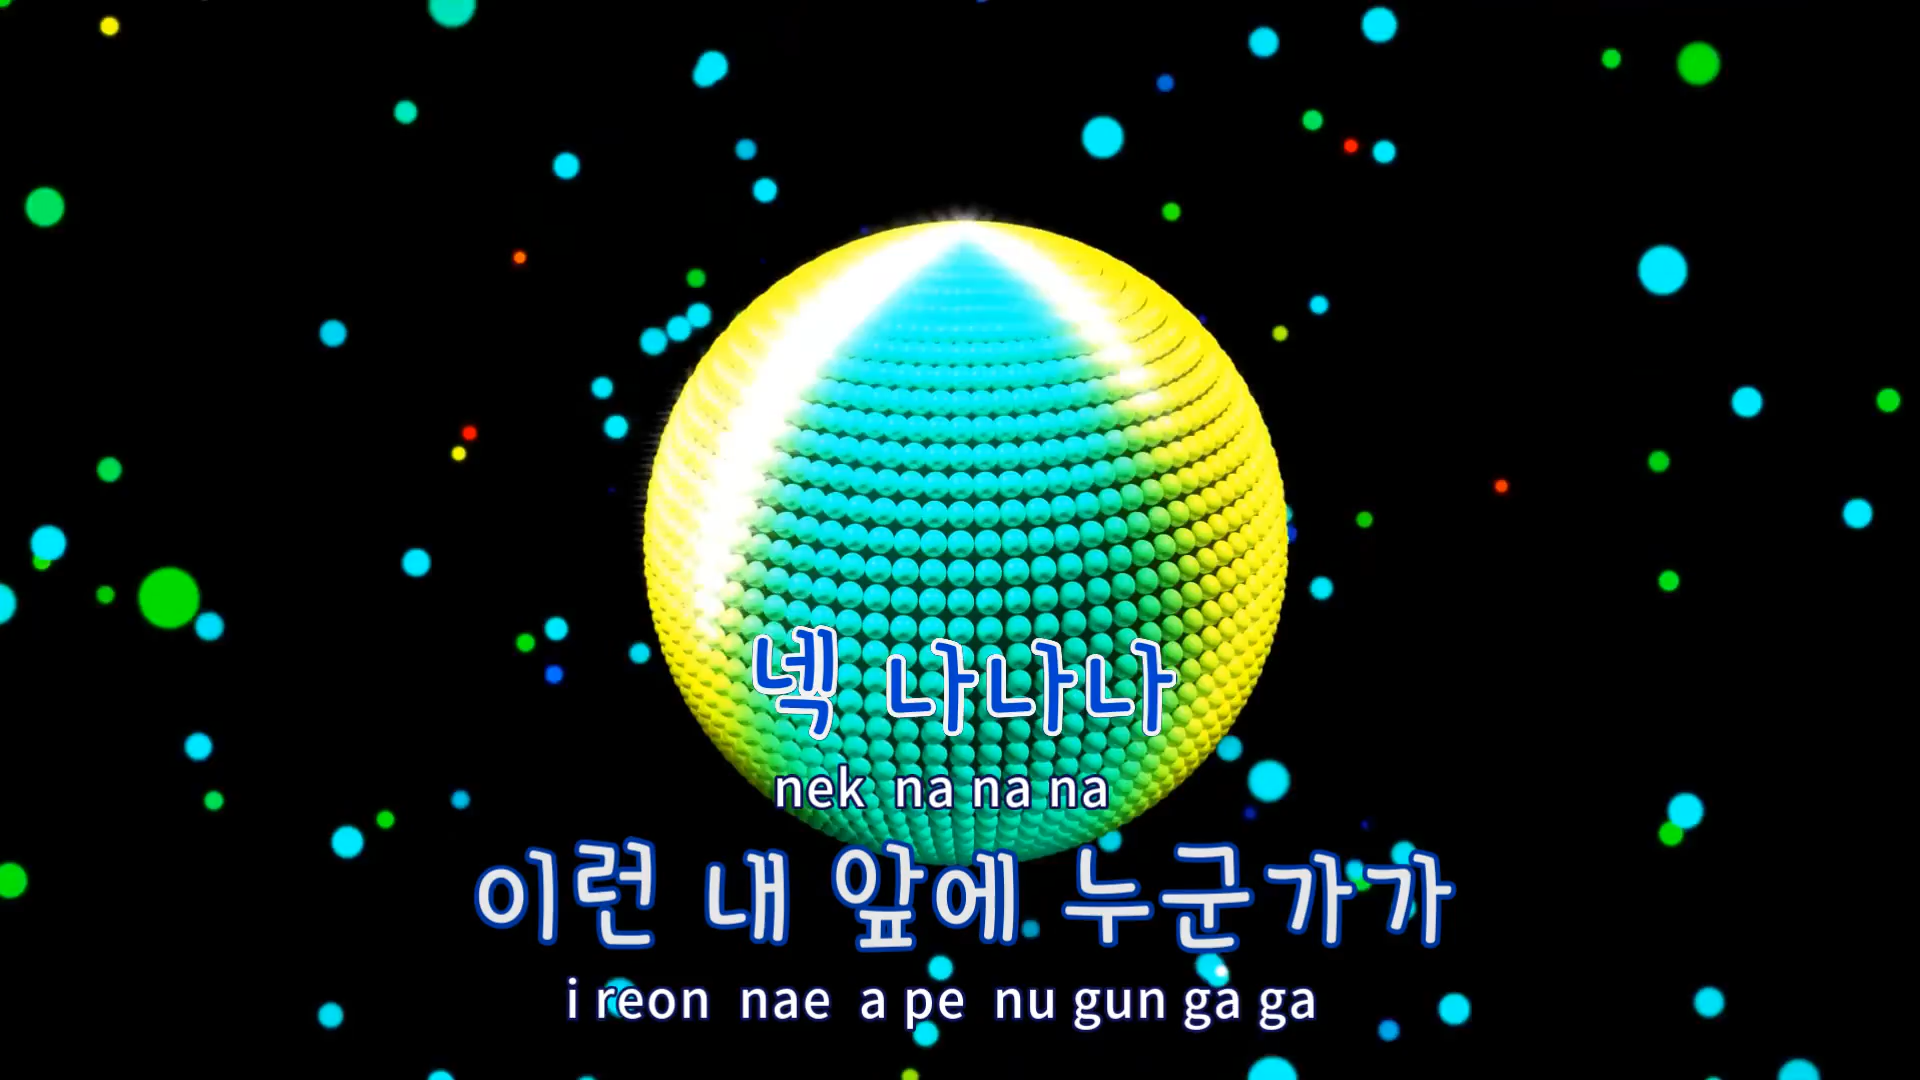 넥 나나나
nek na na na
이런 내 앞에 누군가가
i reon nae a pe nu gun ga ga